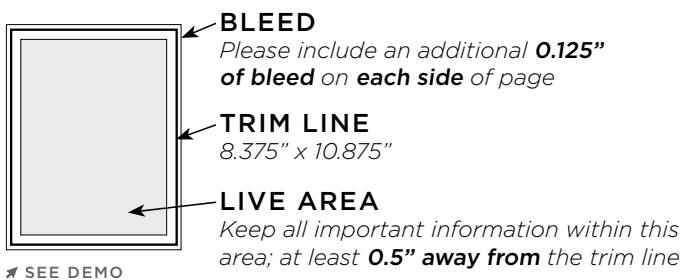 BLEED
Please include an additional 0.125”
of bleed on each side of page
TRIM LINE
8.375” x 10.875”
LIVE AREA
Keep all important information within this
area; at least 0.5” away from the trim line
SEE DEMO